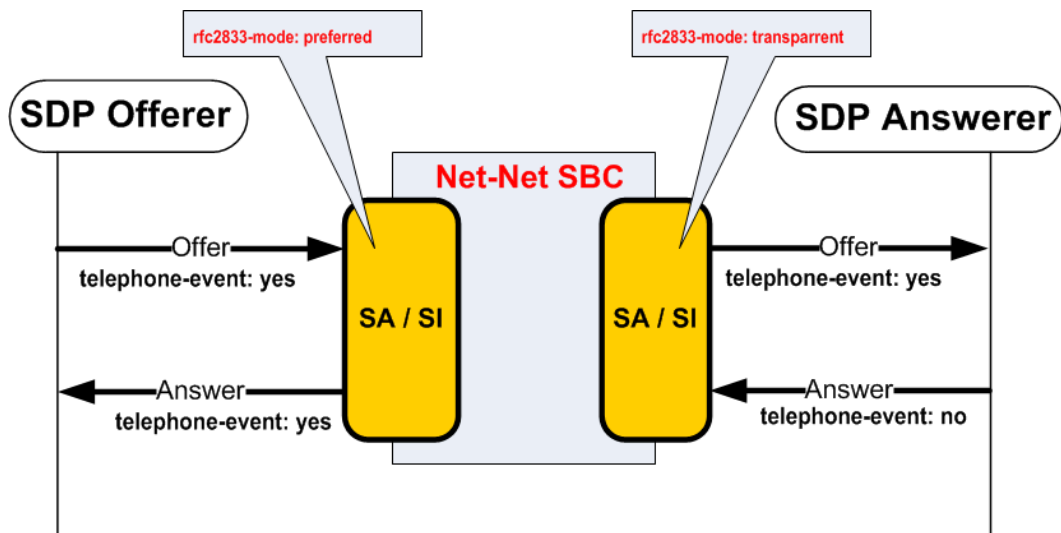 rfc2833-mode: preferred
rfc2833-mode: transparrent
SDP Offerer
SDP Answerer
Net-Net SBC
Offer
telephone-event: yes
Offer
telephone-event: yes
SA / SI
SA / SI
Answer
telephone-event: yes
Answer
telephone-event: no